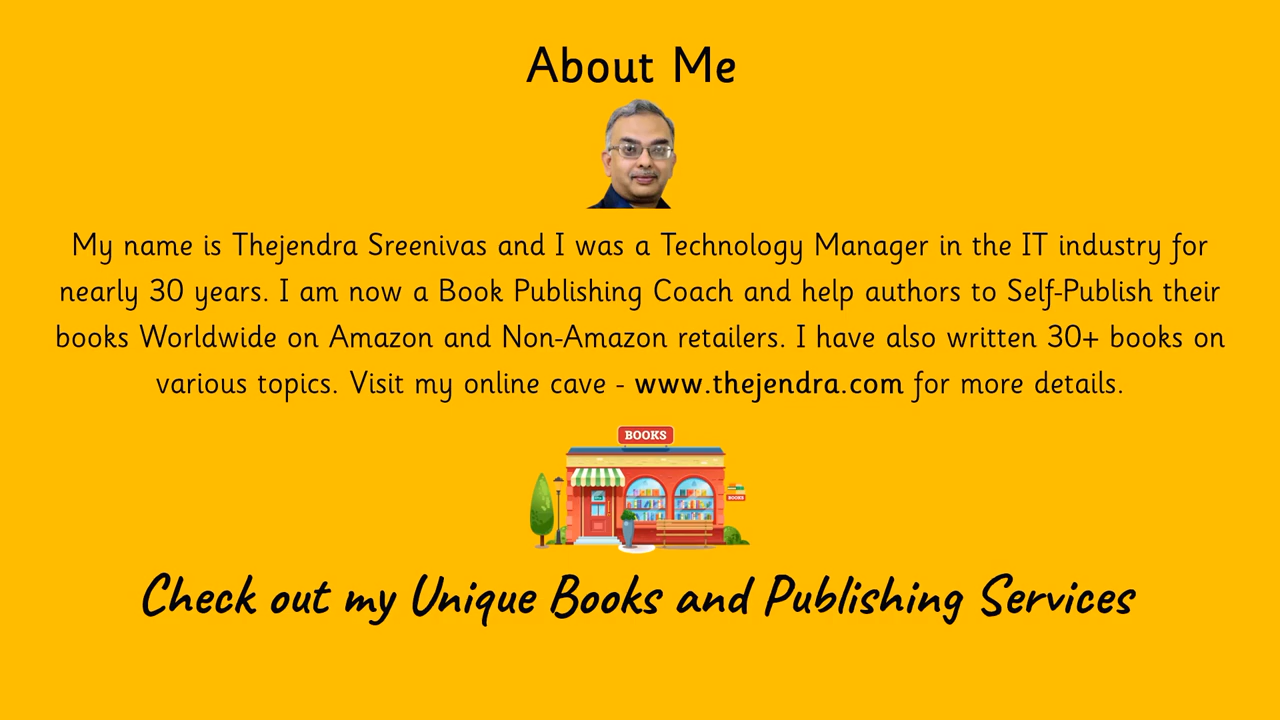 About Me
My name is Thejendra Sreenivas and I was a Technology Manager in the IT industry for
nearly 30 years. I am now a Book Publishing Coach and help authors to Self-Publish their
books Worldwide on Amazon and Non-Amazon retailers. I have also written 30+ books on
various topics. Visit my online cave - www.thejendra.com for more details.
BOOKS
BOOKS
Check out my Unique Books and Publishing Services